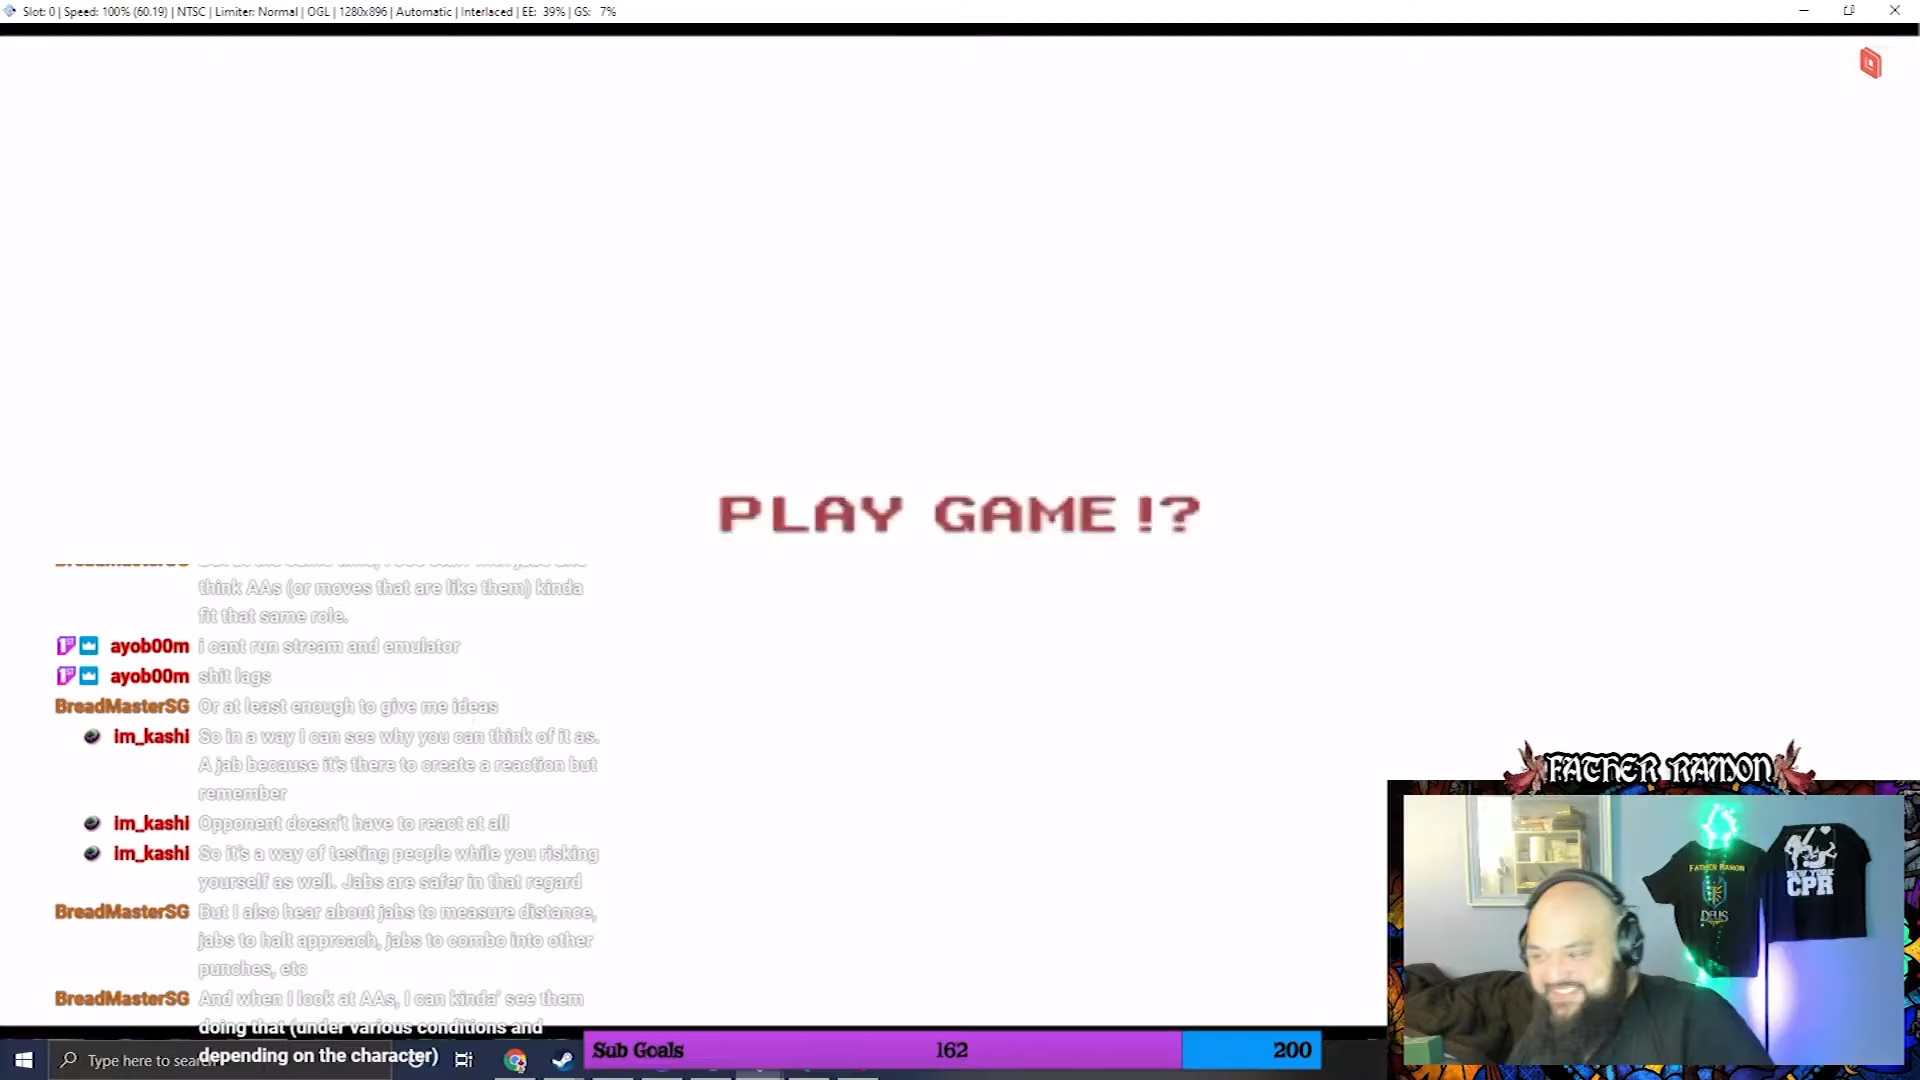 Slot: 0 | Speed: 100% (60.19) | NTSC | Limiter: Normal | OGL | 1280x896 | Automatic | Interlaced | EE: 39% | GS: 7%
PLAY GAME !?
think AAs (or moves that are like them) kinda
fit that same role.
ayob00m i cant run stream and emulator
ayob00m shit lags
BreadMasterSG Or at least enough to give me ideas
im_kashi So in a way I can see why you can think of it as.
A jab because it's there to create a reaction but
remember
im_kashi Opponent doesn't have to react at all
im_kashi So it's a way of testing people while you risking
yourself as well. Jabs are safer in that regard
BreadMasterSG But I also hear about jabs to measure distance,
jabs to halt approach, jabs to combo into other
punches, etc
BreadMasterSG And when I look at AAs, I can kinda' see them
doing that (under various conditions and
depending on the character)
Type here to sear
Sub Goals 162 200
FATHER RAMON
FATHER RAMON
DEUS
NEW YORK
CPR